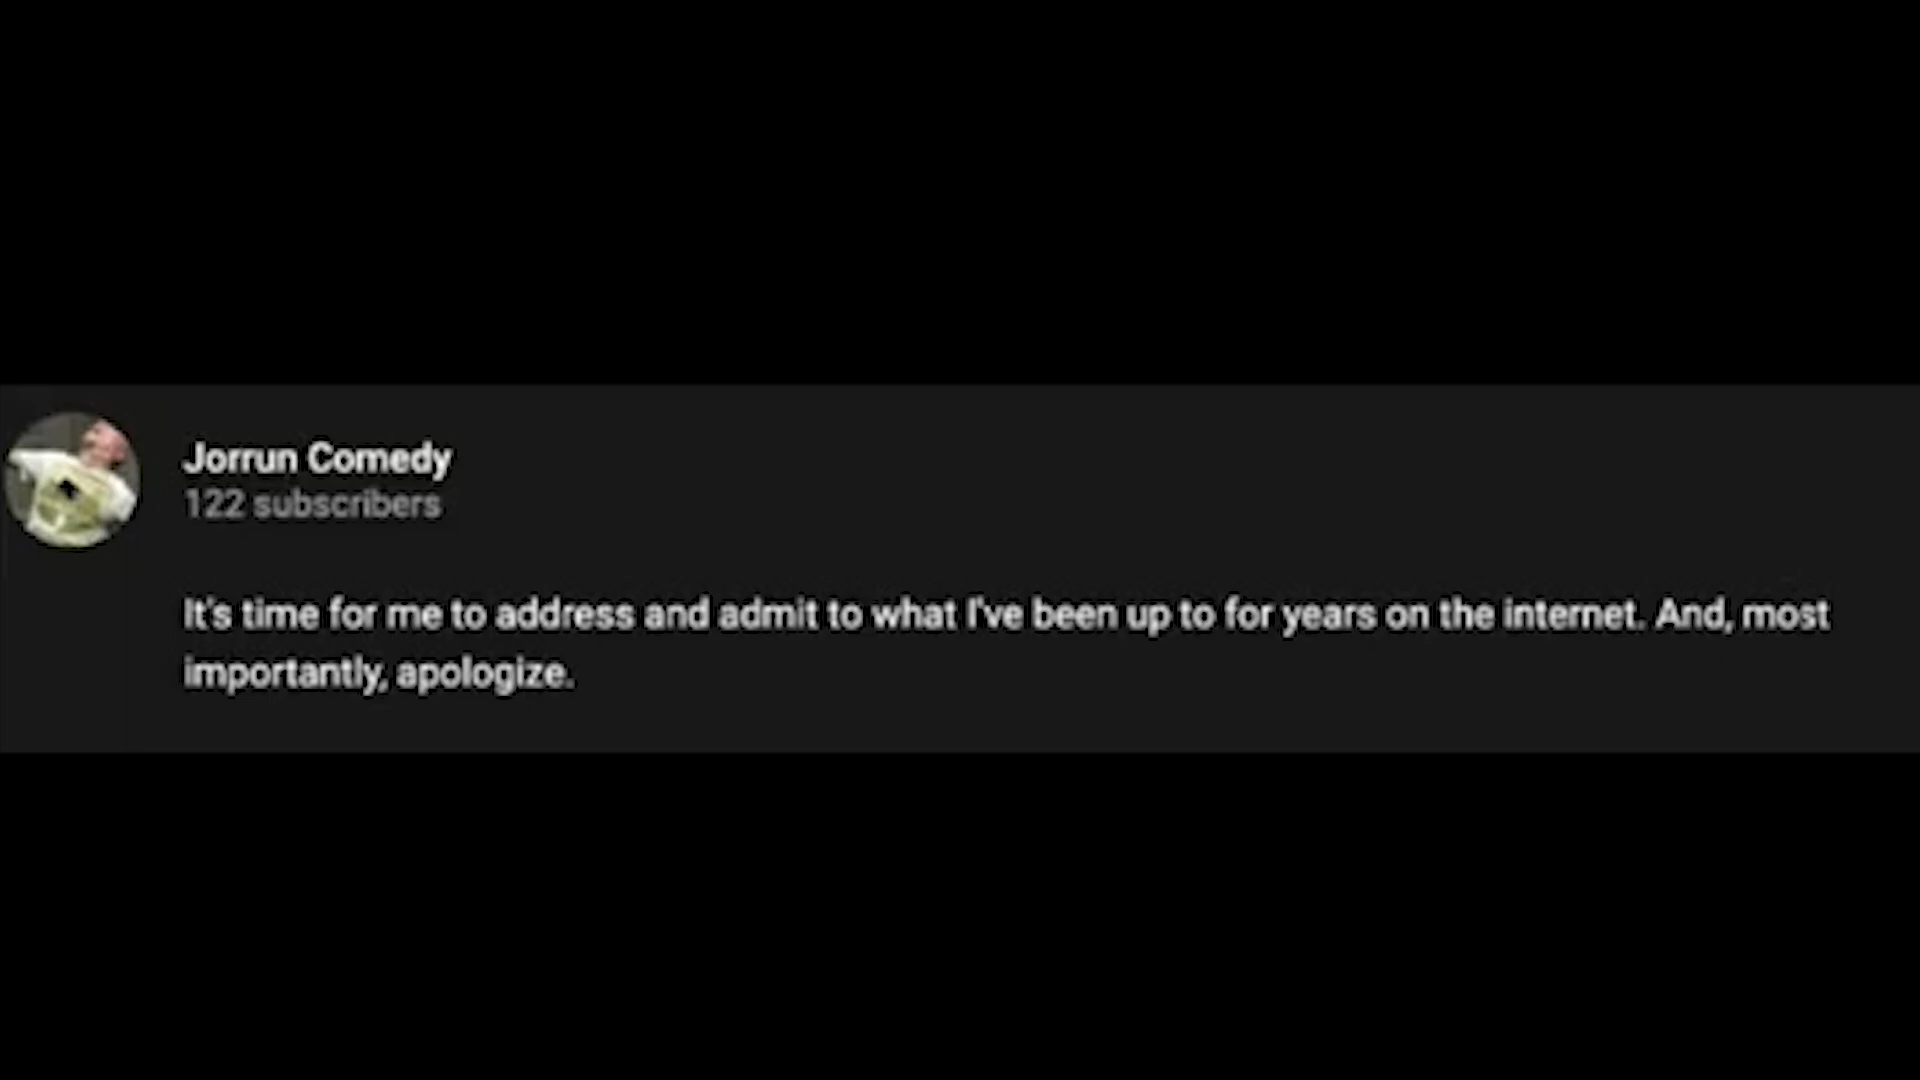 Jorrun Comedy
122 subscribers
It's time for me to address and admit to what I've been up to for years on the internet. And, most
importantly, apologize.